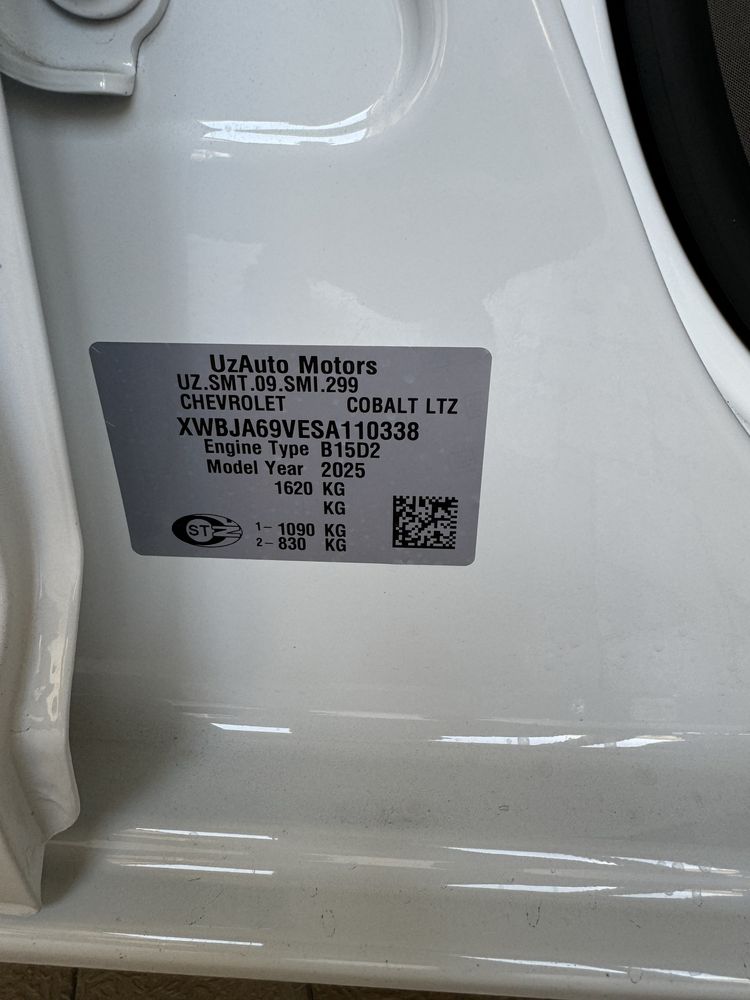 UzAuto Motors
UZ.SMT.09.SMI.299
CHEVROLET COBALT LTZ
XWBJA69VESA110338
Engine Type B15D2
Model Year 2025
1620 KG
KG
1- 1090 KG
ST
2- 830 KG